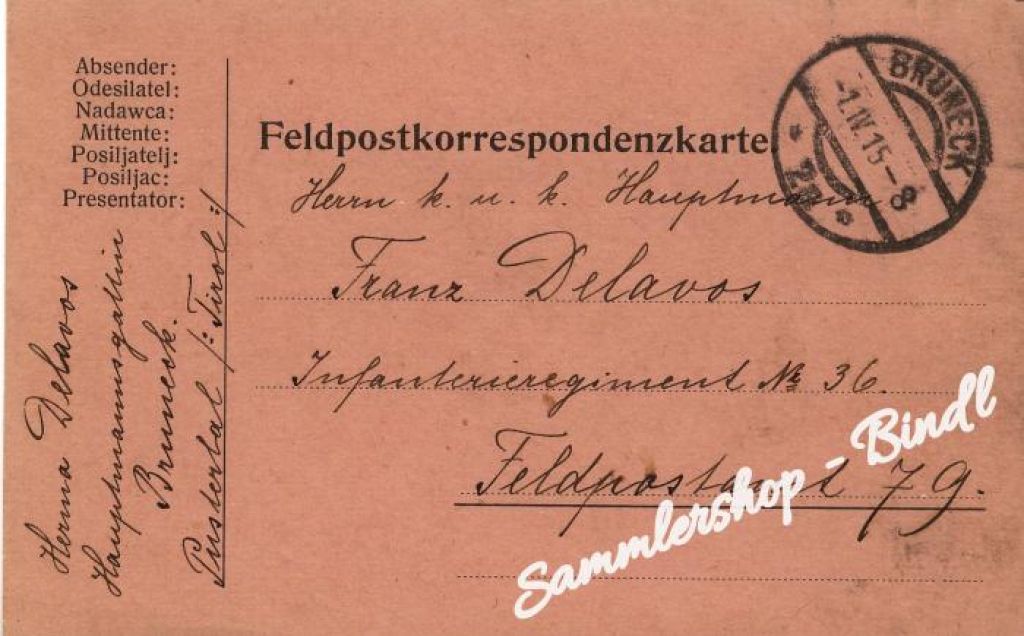 Absender:
Odesilatel:
Nadawca:
Mittente:
Posiljatelj:
Posiljac:
Presentator:
Herma Delavos
Hauptmannsgattin
Bruneck.
Pustertal /:Tirol:/
Feldpostkorrespondenzkarte.
BRUNECK
-1.IV.15-8
* 2a *
Herrn k. u. k. Hauptmann
Franz Delavos
Infanterieregiment № 36.
Feldpostamt 79.
Sammlershop - Bindl